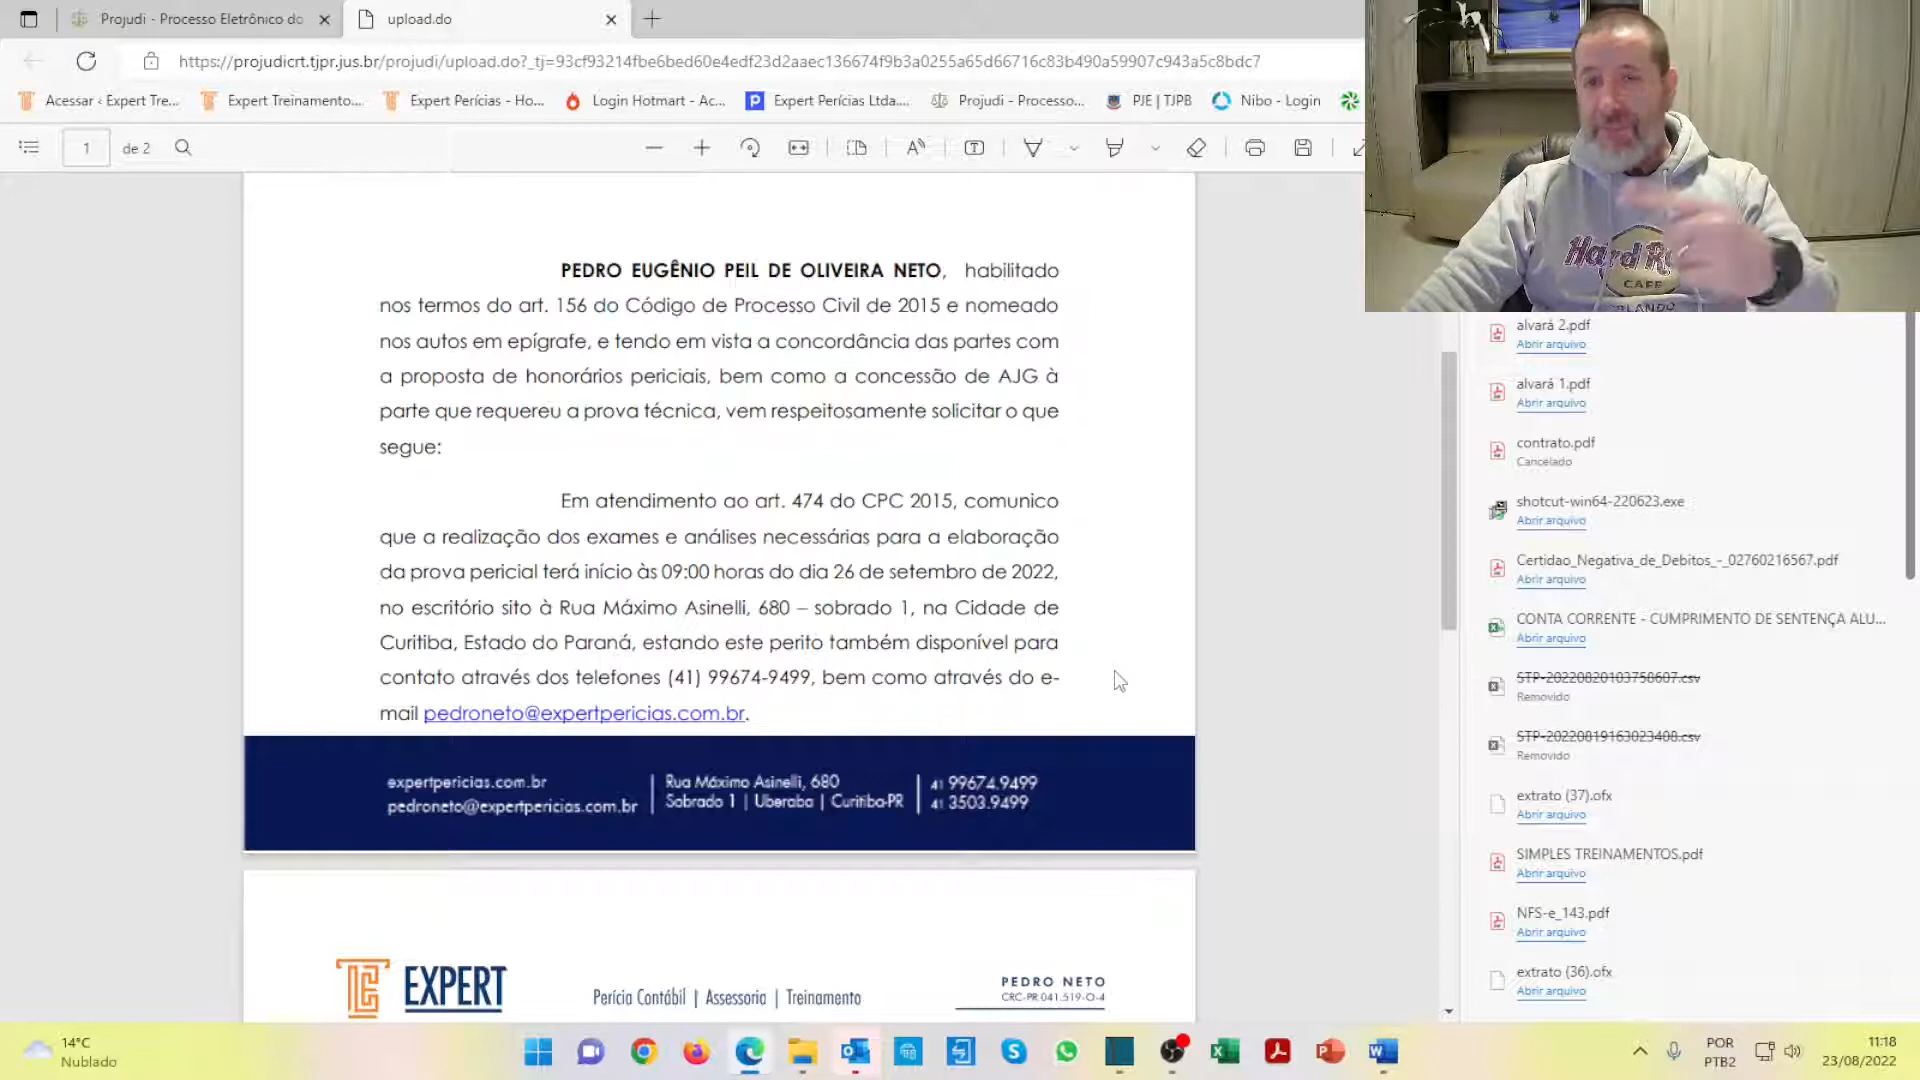 Projudi - Processo Eletrônico do
upload.do
https://projudicrt.tjpr.jus.br/projudi/upload.do?_tj=93cf93214fbe6bed60e4edf23d2aaec136674f9b3a0255a65d66716c83b490a59907c943a5c8bdc7
Acessar ‹ Expert Tre...
Expert Treinamento...
Expert Perícias - Ho...
Login Hotmart - Ac...
Expert Perícias Ltda....
Projudi - Processo...
PJE | TJPB
Nibo - Login
1 de 2
PEDRO EUGÊNIO PEIL DE OLIVEIRA NETO, habilitado
nos termos do art. 156 do Código de Processo Civil de 2015 e nomeado
nos autos em epígrafe, e tendo em vista a concordância das partes com
a proposta de honorários periciais, bem como a concessão de AJG à
parte que requereu a prova técnica, vem respeitosamente solicitar o que
segue:
Em atendimento ao art. 474 do CPC 2015, comunico
que a realização dos exames e análises necessárias para a elaboração
da prova pericial terá início às 09:00 horas do dia 26 de setembro de 2022,
no escritório sito à Rua Máximo Asinelli, 680 – sobrado 1, na Cidade de
Curitiba, Estado do Paraná, estando este perito também disponível para
contato através dos telefones (41) 99674-9499, bem como através do e-
mail pedroneto@expertpericias.com.br.
expertpericias.com.br
pedroneto@expertpericias.com.br
Rua Máximo Asinelli, 680
Sobrado 1 | Uberaba | Curitiba-PR
41 99674.9499
41 3503.9499
EXPERT
Perícia Contábil | Assessoria | Treinamento
PEDRO NETO
CRC-PR 041.519-O-4
Hard R
CAFE
alvará 2.pdf
Abrir arquivo
alvará 1.pdf
Abrir arquivo
contrato.pdf
Cancelado
shotcut-win64-220623.exe
Abrir arquivo
Certidao_Negativa_de_Debitos_-_02760216567.pdf
Abrir arquivo
CONTA CORRENTE - CUMPRIMENTO DE SENTENÇA ALU...
Abrir arquivo
STP-20220820103758607.csv
Removido
STP-20220819163023408.csv
Removido
extrato (37).ofx
Abrir arquivo
SIMPLES TREINAMENTOS.pdf
Abrir arquivo
NFS-e_143.pdf
Abrir arquivo
extrato (36).ofx
Abrir arquivo
14°C
Nublado
POR
PTB2
11:18
23/08/2022